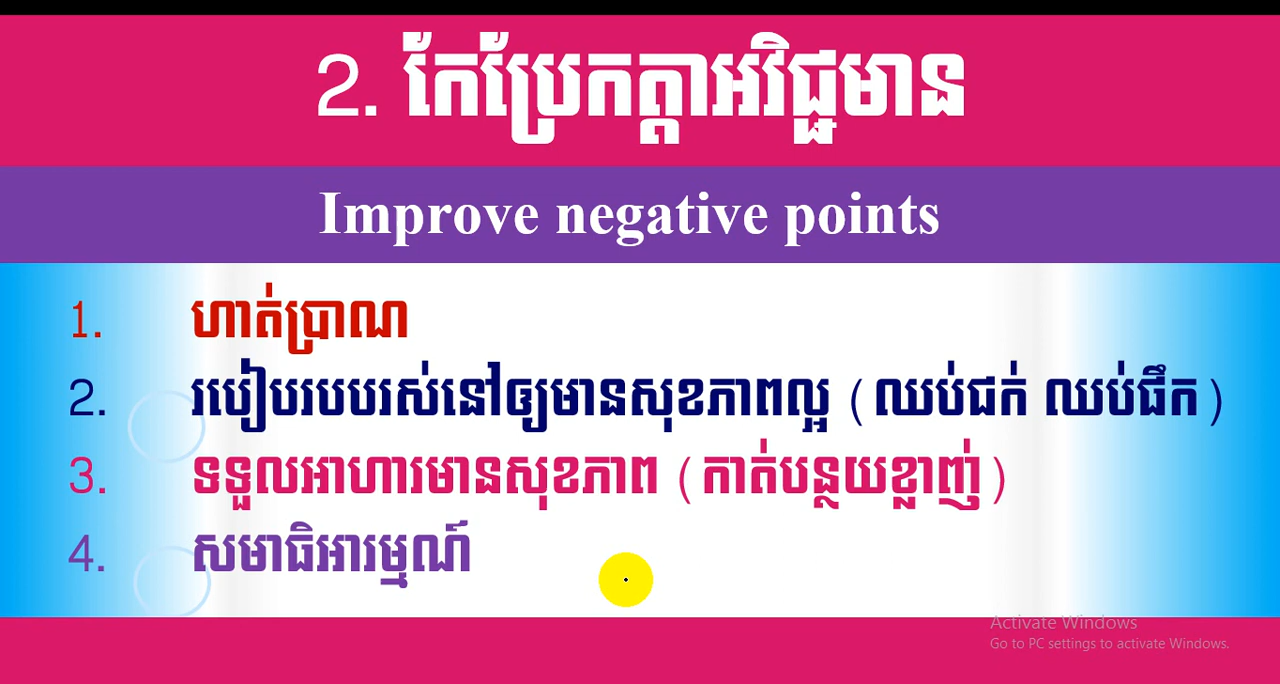 2. កែប្រែកត្តាអវិជ្ជមាន
Improve negative points
1. ហាត់ប្រាណ
2. របៀបរបបរស់នៅឲ្យមានសុខភាពល្អ (ឈប់ជក់ ឈប់ផឹក)
3. ទទួលអាហារមានសុខភាព (កាត់បន្ថយខ្លាញ់)
4. សមាធិអារម្មណ៍
Activate Windows
Go to PC settings to activate Windows.